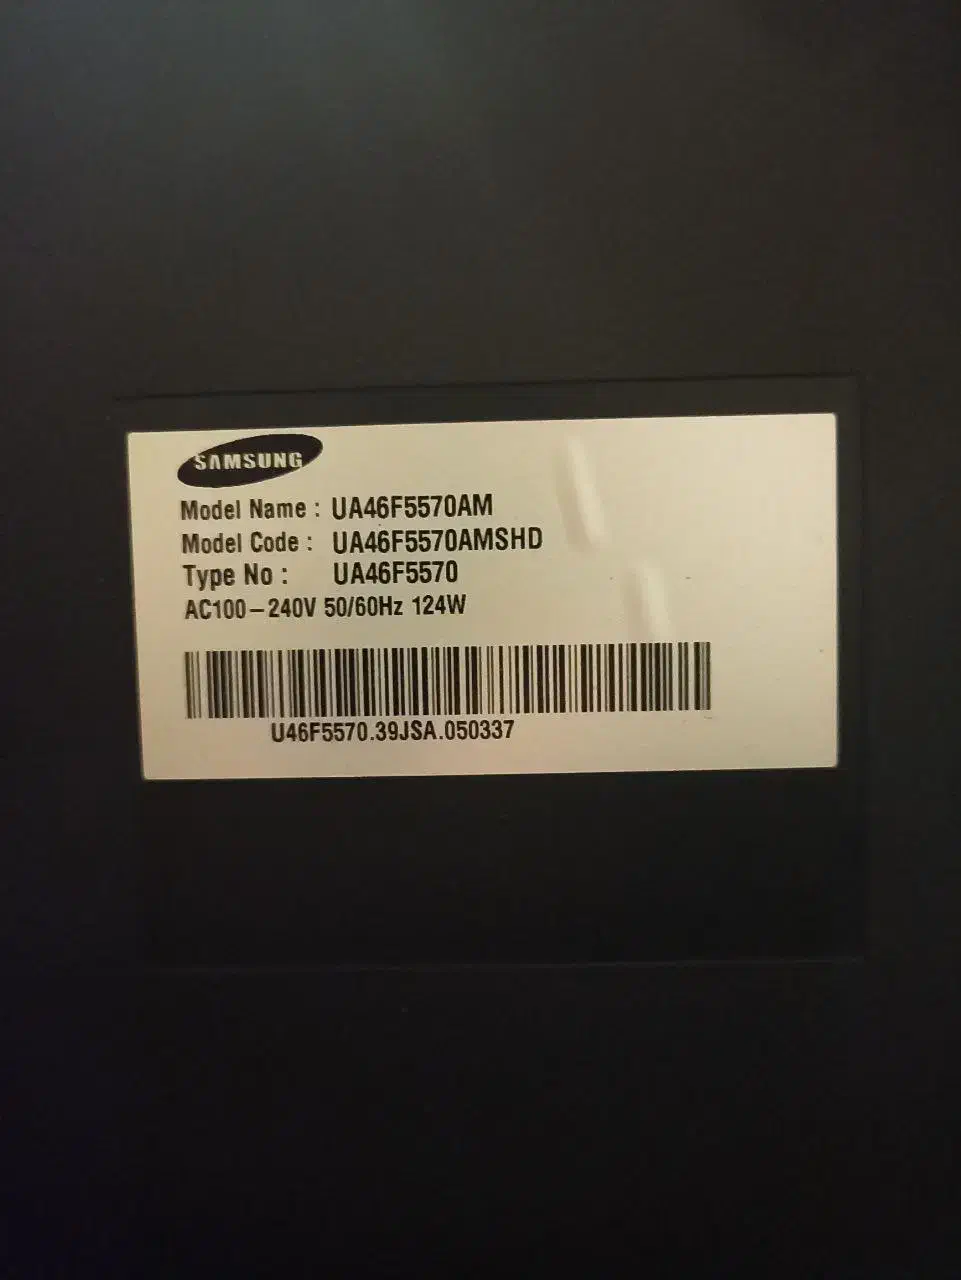 SAMSUNG
Model Name : UA46F5570AM
Model Code : UA46F5570AMSHD
Type No : UA46F5570
AC100-240V 50/60Hz 124W
U46F5570.39JSA.050337